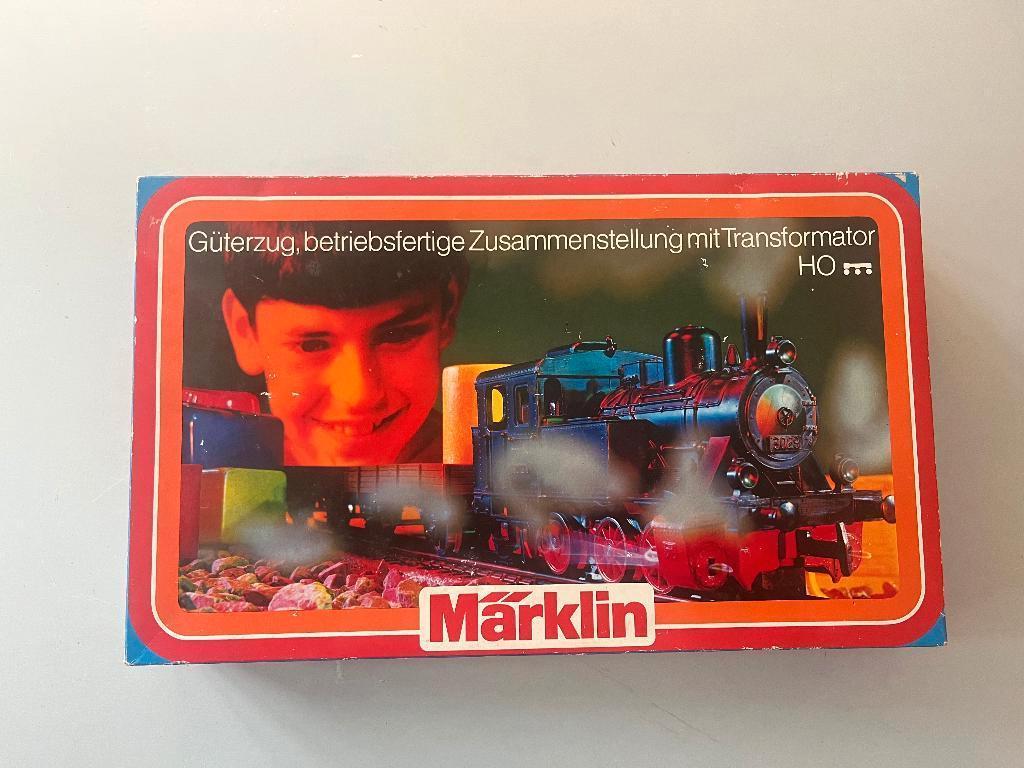 Güterzug, betriebsfertige Zusammenstellung mit Transformator
HO
Märklin